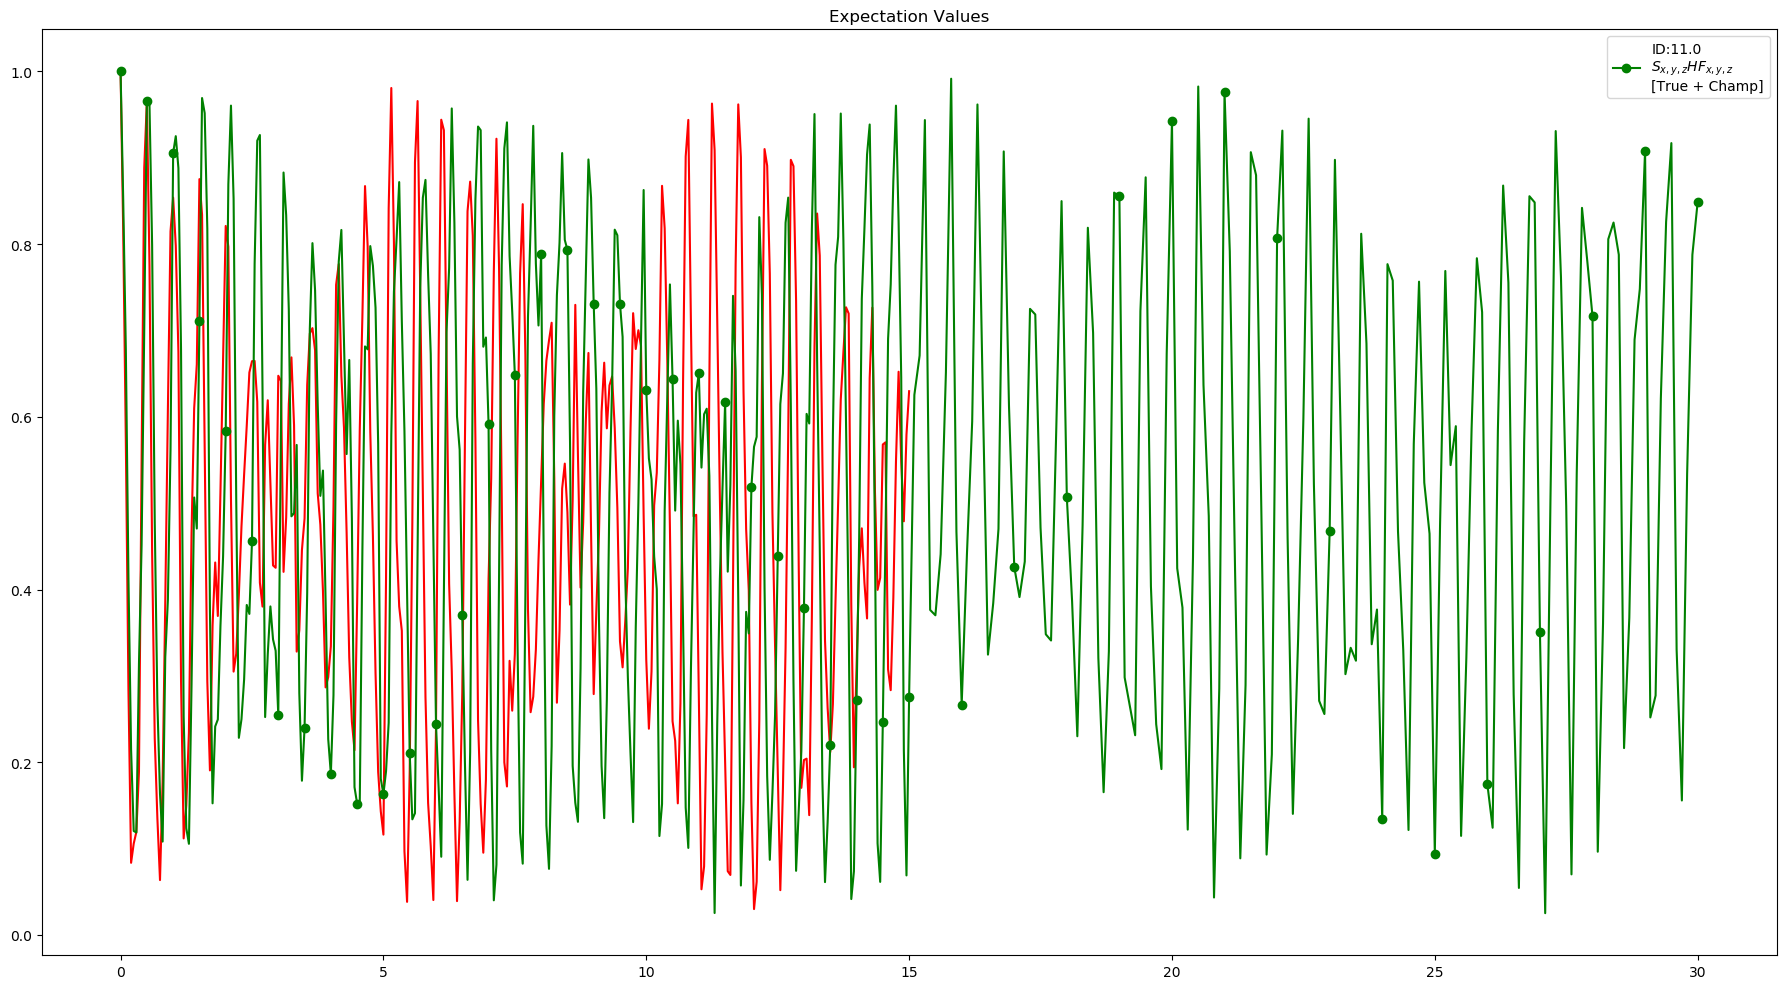 Expectation Values
ID:11.0
S_{x,y,z}HF_{x,y,z}
[True + Champ]
1.0
0.8
0.6
0.4
0.2
0.0
0 5 10 15 20 25 30